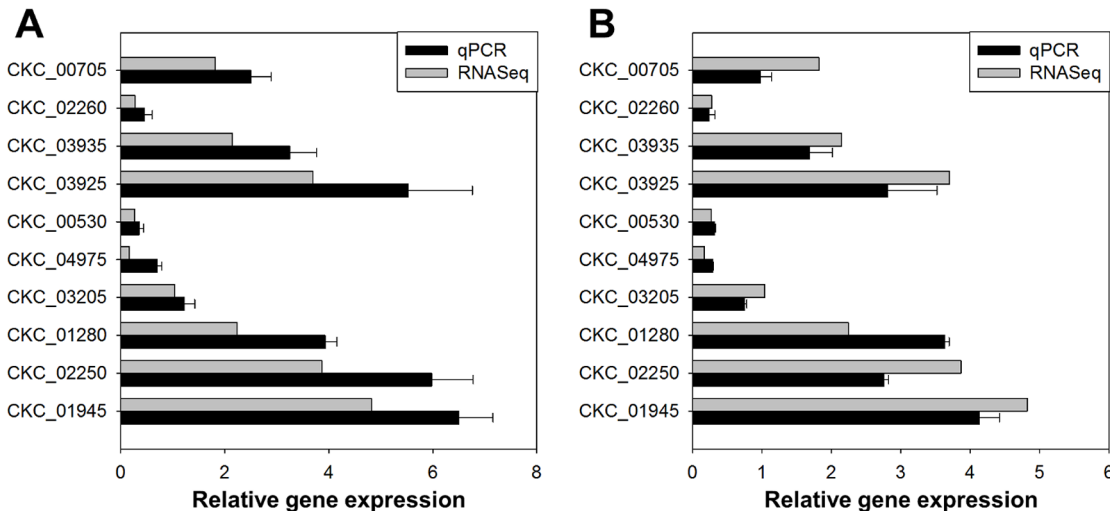 A
qPCR
RNASeq
CKC_00705
CKC_02260
CKC_03935
CKC_03925
CKC_00530
CKC_04975
CKC_03205
CKC_01280
CKC_02250
CKC_01945
0 2 4 6 8
Relative gene expression
B
qPCR
RNASeq
CKC_00705
CKC_02260
CKC_03935
CKC_03925
CKC_00530
CKC_04975
CKC_03205
CKC_01280
CKC_02250
CKC_01945
0 1 2 3 4 5 6
Relative gene expression